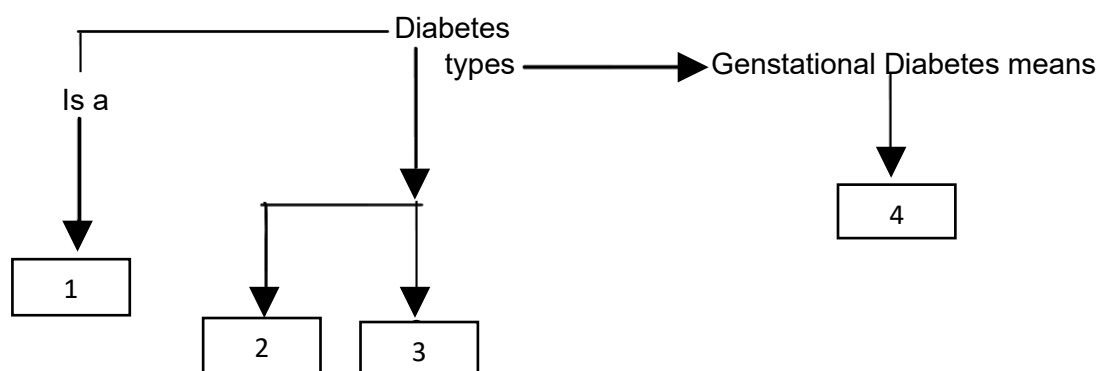 Diabetes
types
Genstational Diabetes means
Is a
4
1
2
3